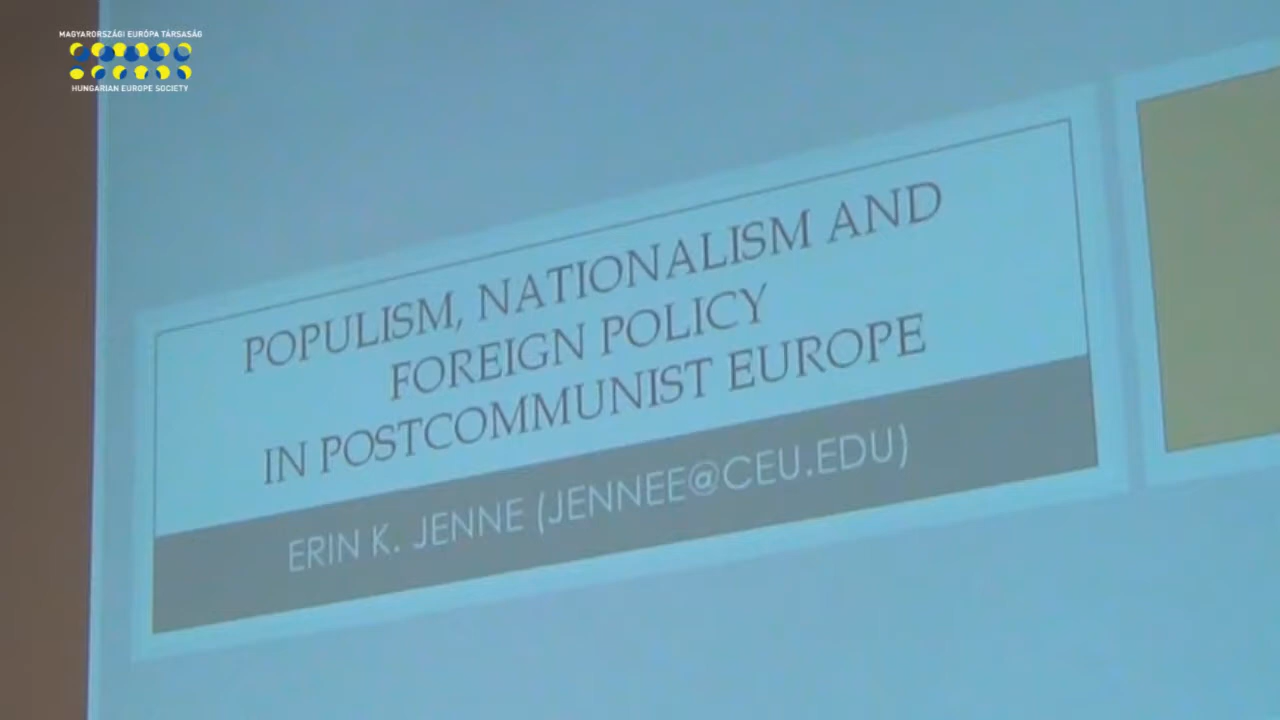 MAGYARORSZÁGI EURÓPA TÁRSASÁG
HUNGARIAN EUROPE SOCIETY
POPULISM, NATIONALISM AND
FOREIGN POLICY
IN POSTCOMMUNIST EUROPE
ERIN K. JENNE (JENNEE@CEU.EDU)